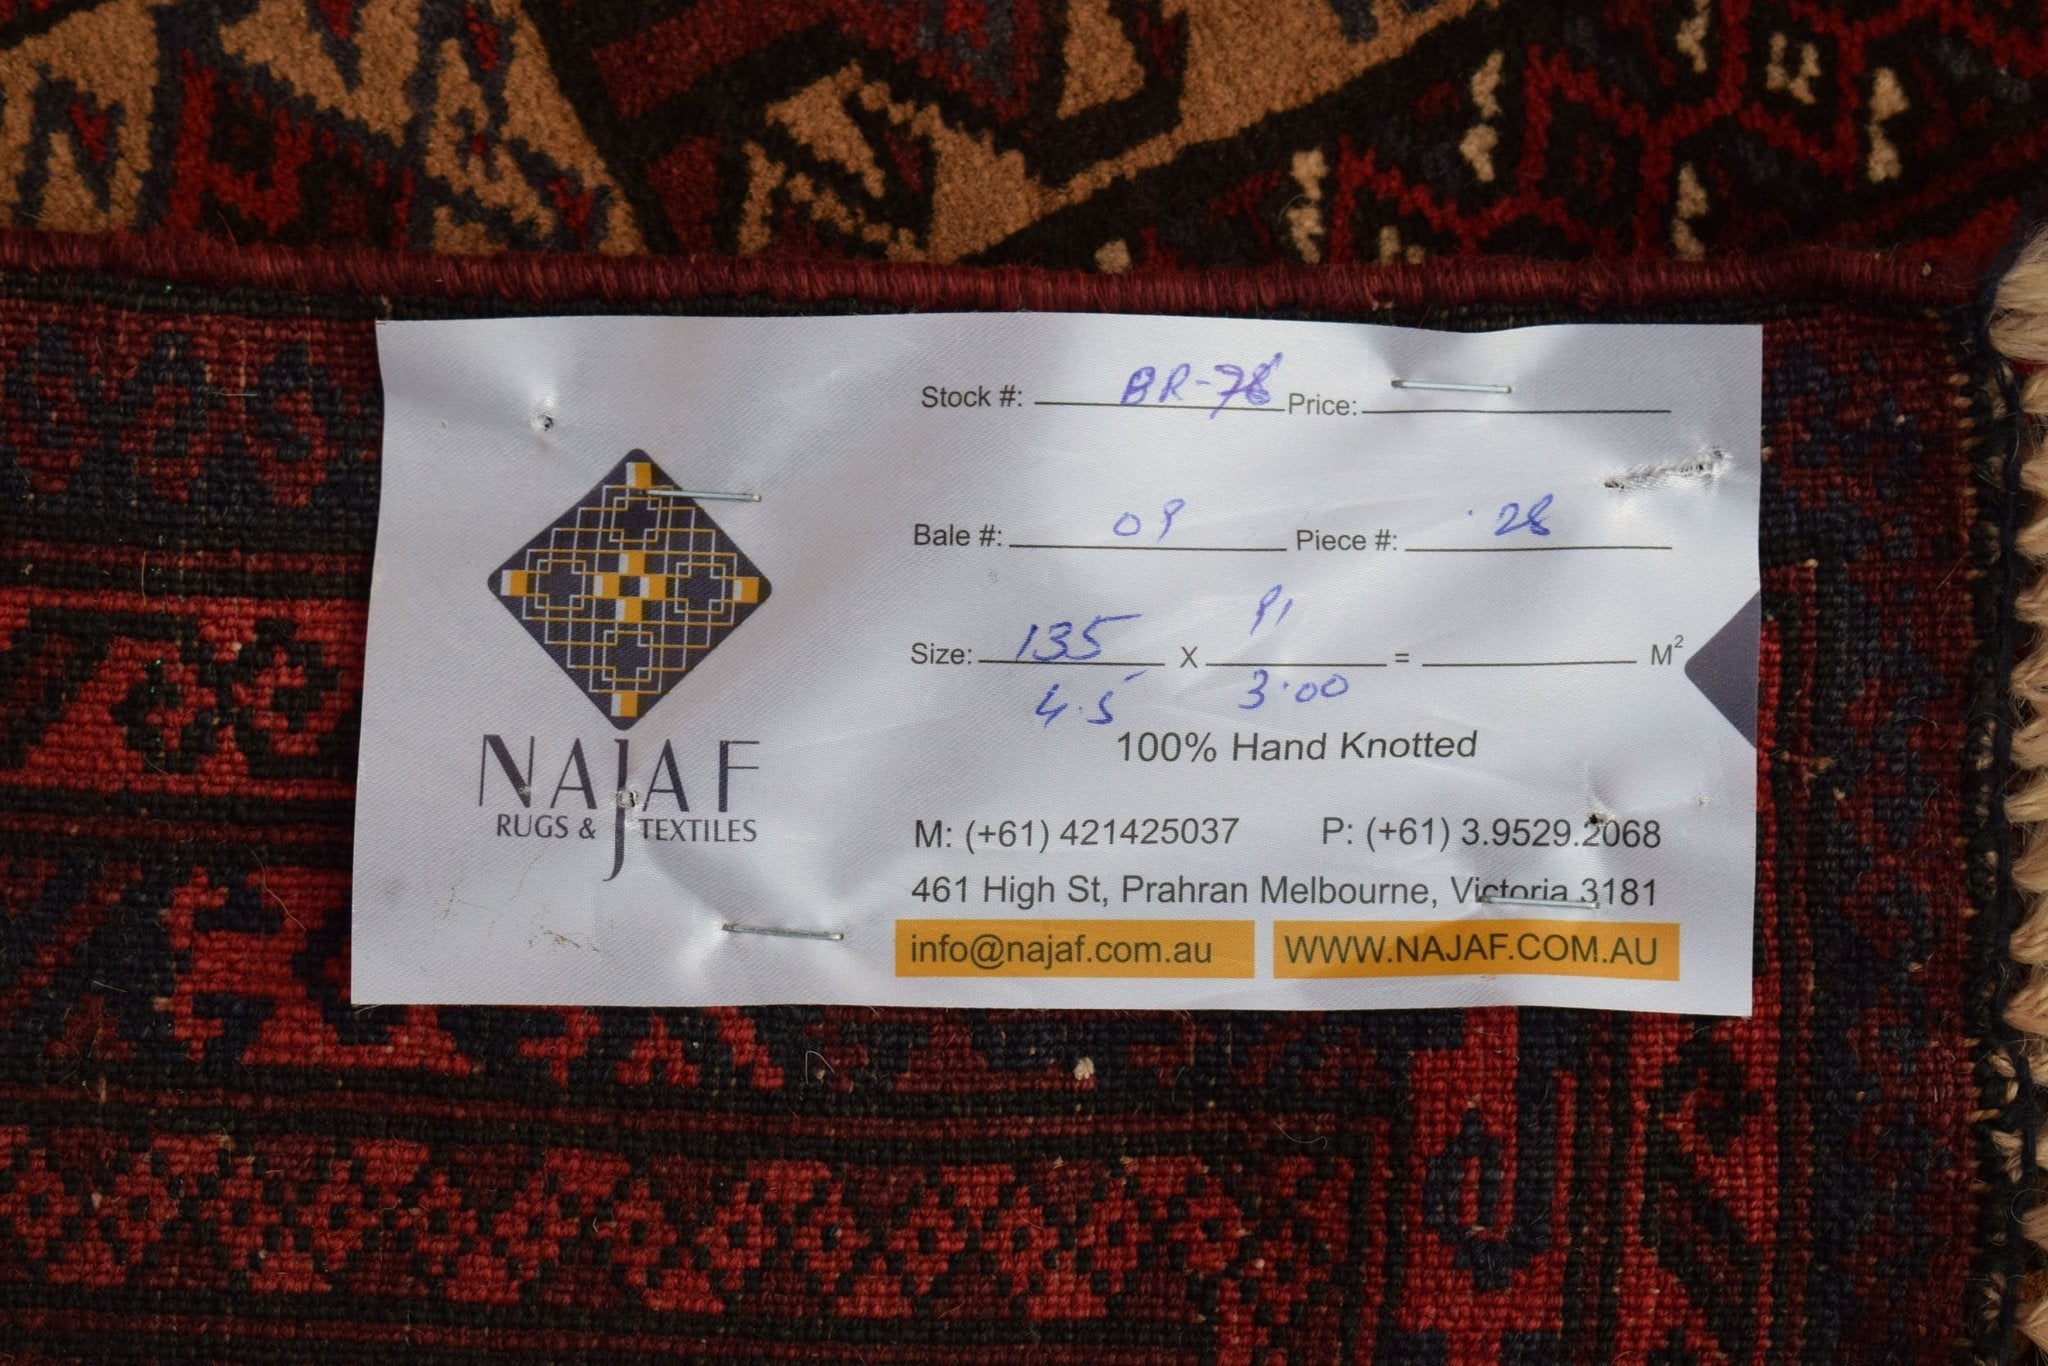 Stock #: BR-78 Price:
Bale #: 09 Piece #: 28
Size: 135 X 91 = M²
4.5 3.00
100% Hand Knotted
NAJAF
RUGS & TEXTILES
M: (+61) 421425037 P: (+61) 3.9529.2068
461 High St, Prahran Melbourne, Victoria 3181
info@najaf.com.au WWW.NAJAF.COM.AU